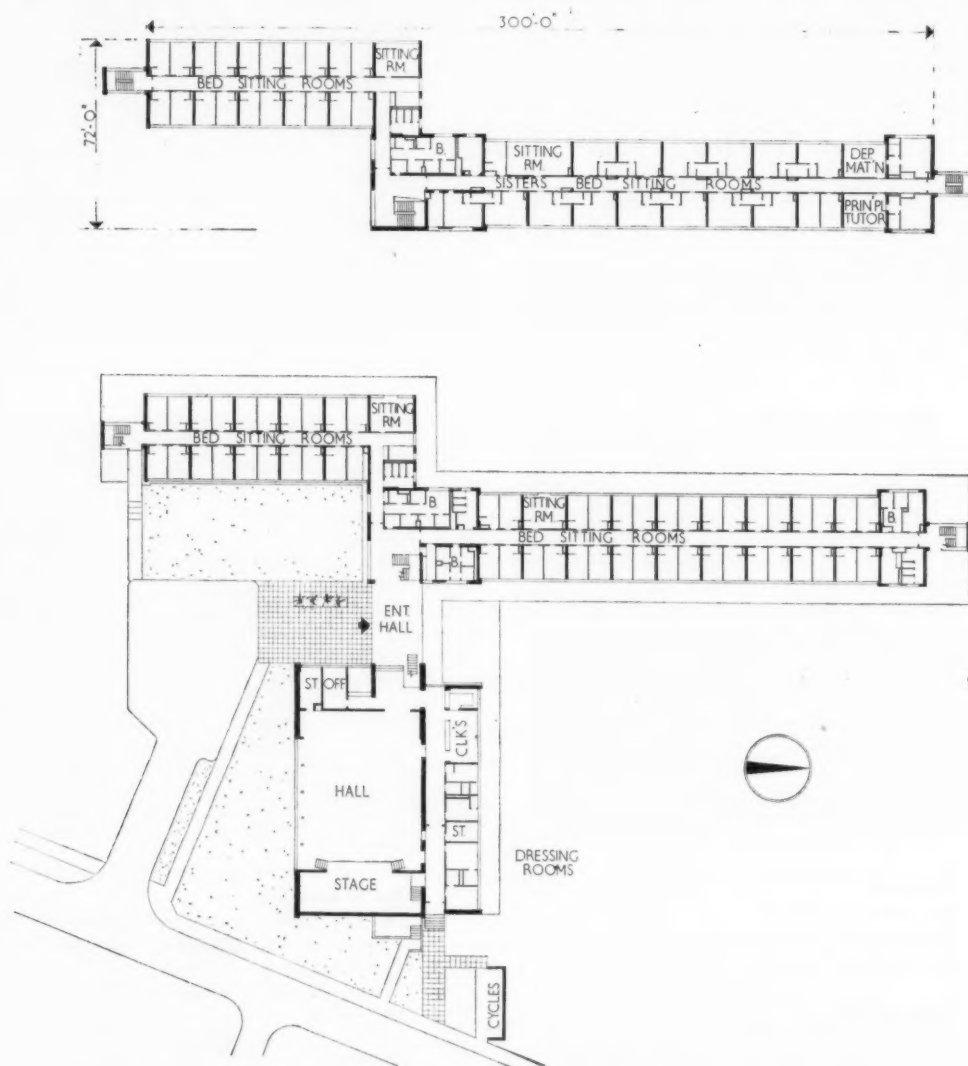 300'-0"
72'-0"
SITTING
RM.
BED SITTING ROOMS
B.
SITTING
RM.
DEP.
MAT'N
SISTERS BED SITTING ROOMS
PRIN.PL
TUTOR
SITTING
RM.
BED SITTING ROOMS
B.
SITTING
RM.
B.
BED SITTING ROOMS
B.
ENT.
HALL
ST.
OFF.
CLK'S
HALL
ST.
DRESSING
ROOMS
STAGE
CYCLES